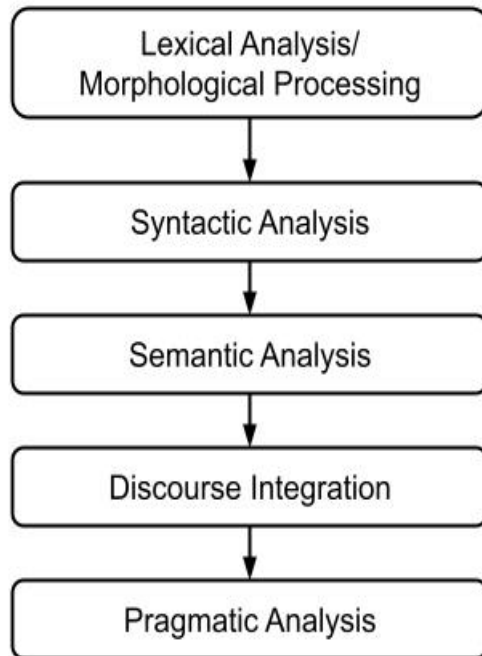 Lexical Analysis/
Morphological Processing
Syntactic Analysis
Semantic Analysis
Discourse Integration
Pragmatic Analysis